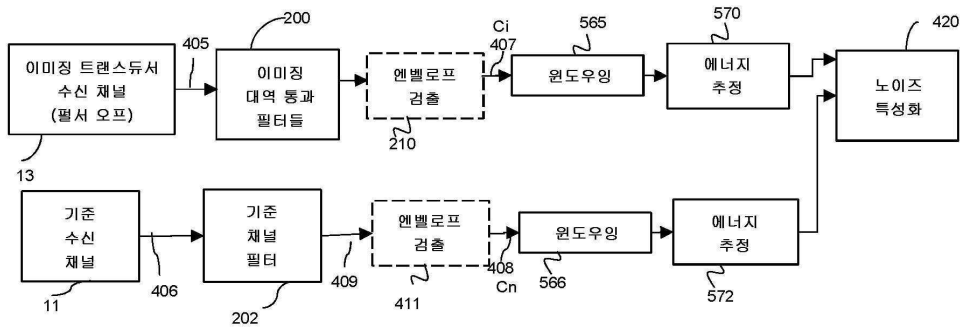 200
570
420
Ci
565
405
407
이미징 트랜스듀서
수신 채널
(펄서 오프)
이미징
대역 통과
필터들
엔벨로프
검출
윈도우잉
에너지
추정
노이즈
특성화
13
210
기준
수신
채널
기준
채널
필터
엔벨로프
검출
윈도우잉
에너지
추정
11
406
202
409
411
408
Cn
566
572